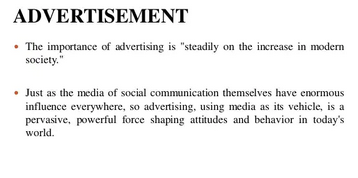 ADVERTISEMENT
• The importance of advertising is "steadily on the increase in modern
society."
• Just as the media of social communication themselves have enormous
influence everywhere, so advertising, using media as its vehicle, is a
pervasive, powerful force shaping attitudes and behavior in today's
world.